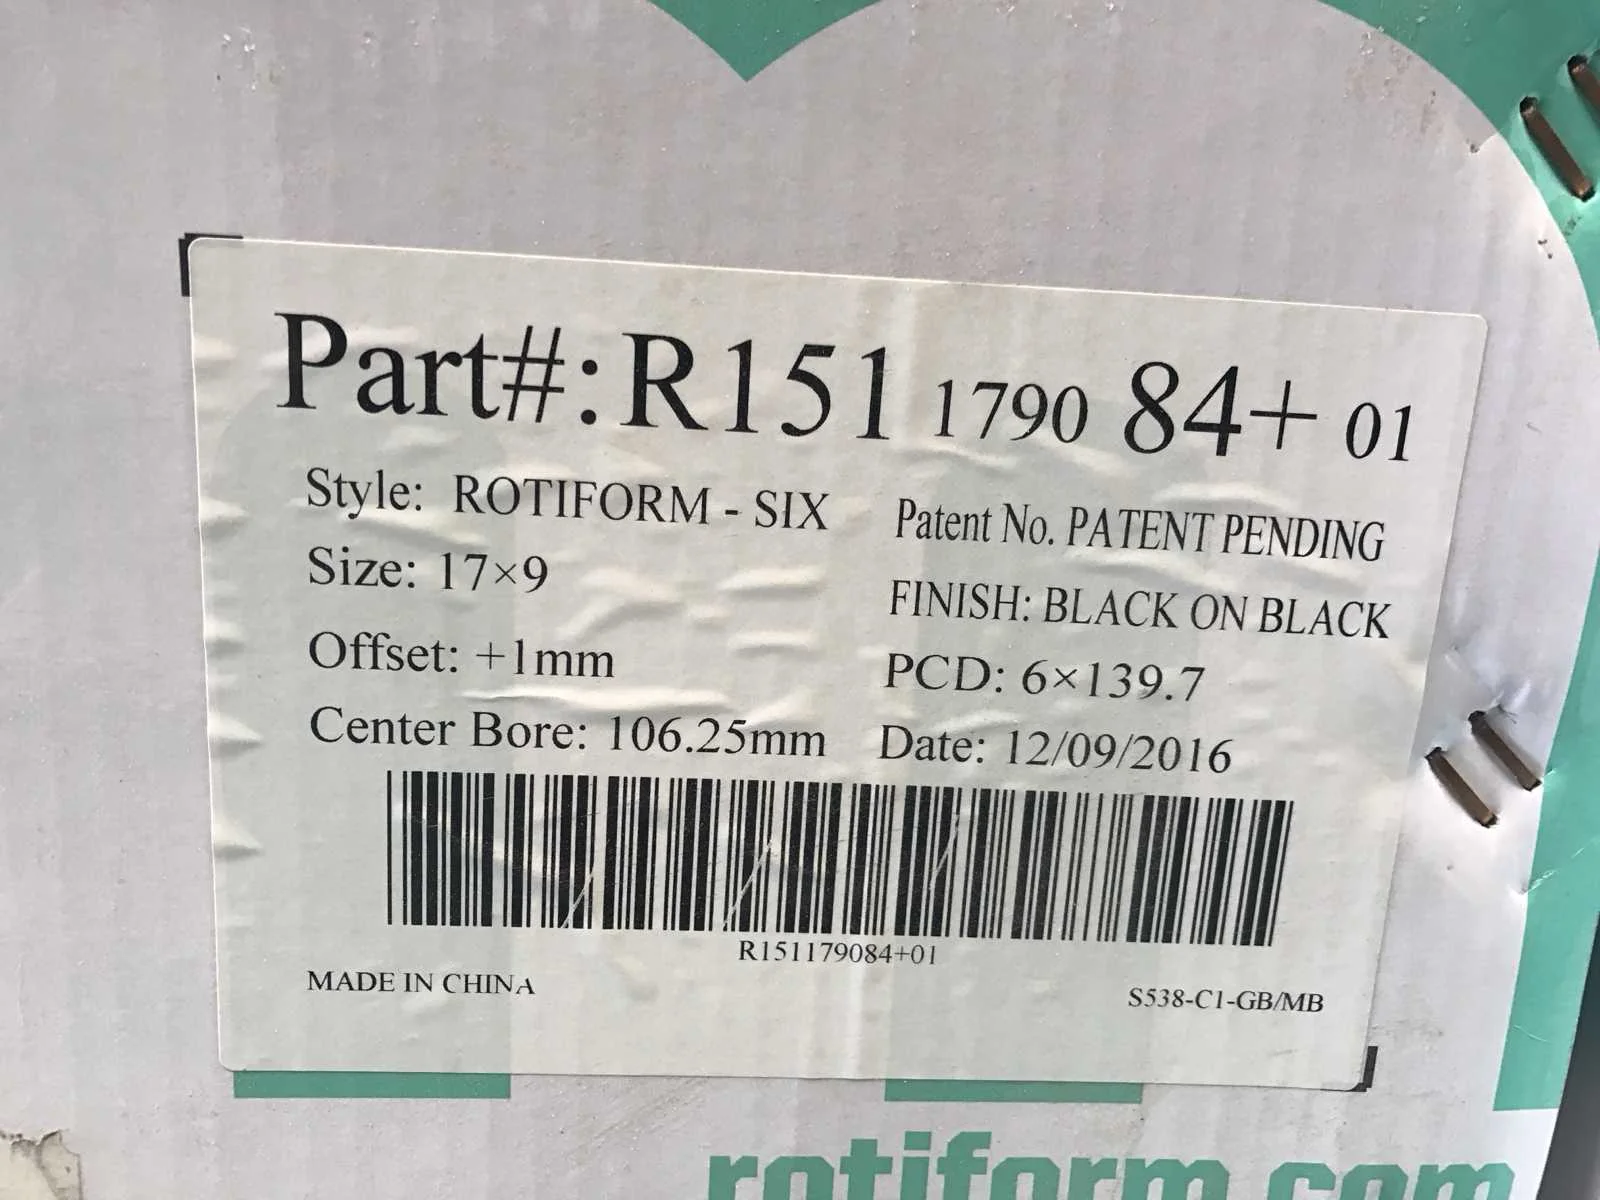 Part#: R151 1790 84+ 01
Style: ROTIFORM - SIX
Patent No. PATENT PENDING
Size: 17×9
FINISH: BLACK ON BLACK
Offset: +1mm
PCD: 6×139.7
Center Bore: 106.25mm
Date: 12/09/2016
R151179084+01
MADE IN CHINA
S538-C1-GB/MB
rotiform.com